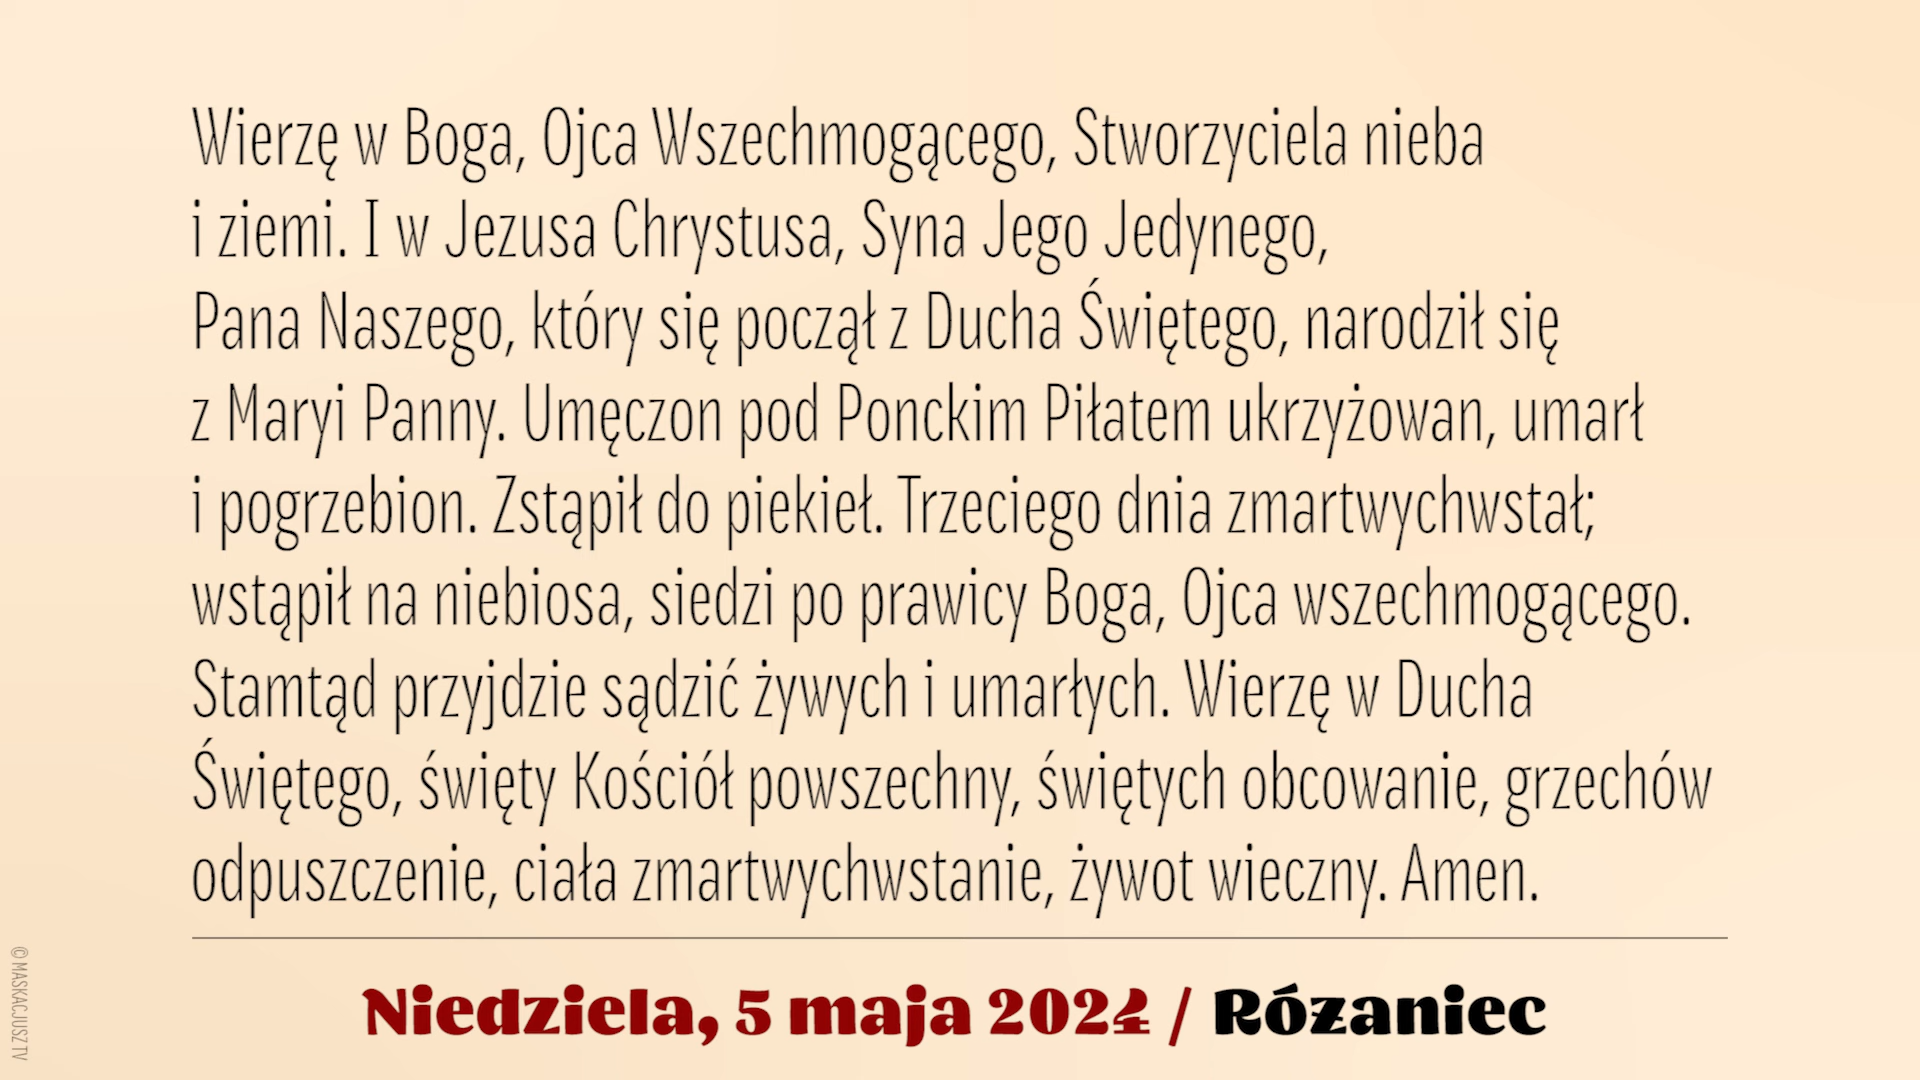 Wierzę w Boga, Ojca Wszechmogącego, Stworzyciela nieba
i ziemi. I w Jezusa Chrystusa, Syna Jego Jedynego,
Pana Naszego, który się począł z Ducha Świętego, narodził się
z Maryi Panny. Umęczon pod Ponckim Piłatem ukrzyżowan, umarł
i pogrzebion. Zstąpił do piekieł. Trzeciego dnia zmartwychwstał;
wstąpił na niebiosa, siedzi po prawicy Boga, Ojca wszechmogącego.
Stamtąd przyjdzie sądzić żywych i umarłych. Wierzę w Ducha
Świętego, święty Kościół powszechny, świętych obcowanie, grzechów
odpuszczenie, ciała zmartwychwstanie, żywot wieczny. Amen.
Niedziela, 5 maja 2024 / Różaniec
© MASKACJUSZ TV